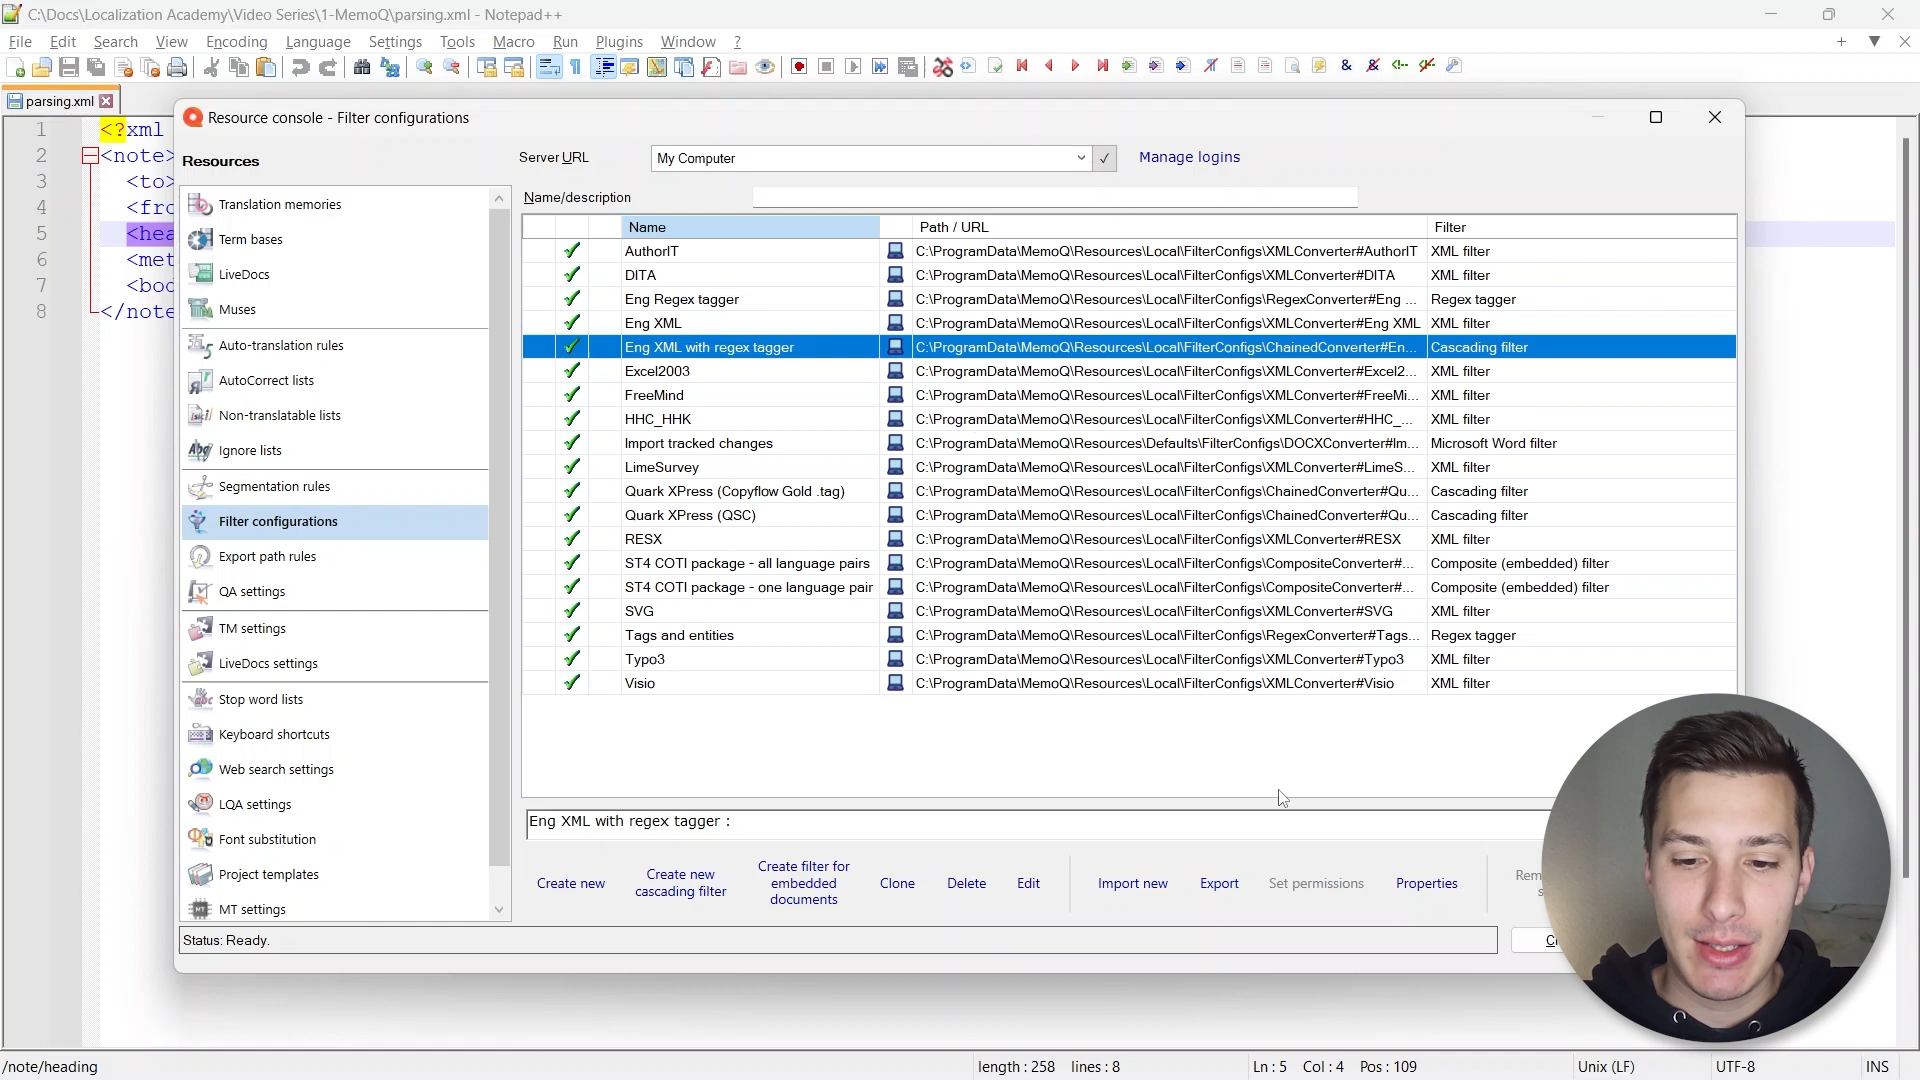 C:\Docs\Localization Academy\Video Series\1-MemoQ\parsing.xml - Notepad++
File Edit Search View Encoding Language Settings Tools Macro Run Plugins Window ?
parsing.xml
1 <?xml
2 <note>
3 <to>
4 <fro
5 <hea
6 <met
7 <bod
8 </note
Resource console - Filter configurations
Resources
Translation memories
Term bases
LiveDocs
Muses
Auto-translation rules
AutoCorrect lists
Non-translatable lists
Ignore lists
Segmentation rules
Filter configurations
Export path rules
QA settings
TM settings
LiveDocs settings
Stop word lists
Keyboard shortcuts
Web search settings
LQA settings
Font substitution
Project templates
MT settings
Server URL My Computer Manage logins
Name/description
Name Path / URL Filter
AuthorIT C:\ProgramData\MemoQ\Resources\Local\FilterConfigs\XMLConverter#AuthorIT XML filter
DITA C:\ProgramData\MemoQ\Resources\Local\FilterConfigs\XMLConverter#DITA XML filter
Eng Regex tagger C:\ProgramData\MemoQ\Resources\Local\FilterConfigs\RegexConverter#Eng ... Regex tagger
Eng XML C:\ProgramData\MemoQ\Resources\Local\FilterConfigs\XMLConverter#Eng XML XML filter
Eng XML with regex tagger C:\ProgramData\MemoQ\Resources\Local\FilterConfigs\ChainedConverter#En... Cascading filter
Excel2003 C:\ProgramData\MemoQ\Resources\Local\FilterConfigs\XMLConverter#Excel2... XML filter
FreeMind C:\ProgramData\MemoQ\Resources\Local\FilterConfigs\XMLConverter#FreeMi... XML filter
HHC_HHK C:\ProgramData\MemoQ\Resources\Local\FilterConfigs\XMLConverter#HHC_... XML filter
Import tracked changes C:\ProgramData\MemoQ\Resources\Defaults\FilterConfigs\DOCXConverter#Im... Microsoft Word filter
LimeSurvey C:\ProgramData\MemoQ\Resources\Local\FilterConfigs\XMLConverter#LimeS... XML filter
Quark XPress (Copyflow Gold .tag) C:\ProgramData\MemoQ\Resources\Local\FilterConfigs\ChainedConverter#Qu... Cascading filter
Quark XPress (QSC) C:\ProgramData\MemoQ\Resources\Local\FilterConfigs\ChainedConverter#Qu... Cascading filter
RESX C:\ProgramData\MemoQ\Resources\Local\FilterConfigs\XMLConverter#RESX XML filter
ST4 COTI package - all language pairs C:\ProgramData\MemoQ\Resources\Local\FilterConfigs\CompositeConverter#... Composite (embedded) filter
ST4 COTI package - one language pair C:\ProgramData\MemoQ\Resources\Local\FilterConfigs\CompositeConverter#... Composite (embedded) filter
SVG C:\ProgramData\MemoQ\Resources\Local\FilterConfigs\XMLConverter#SVG XML filter
Tags and entities C:\ProgramData\MemoQ\Resources\Local\FilterConfigs\RegexConverter#Tags... Regex tagger
Typo3 C:\ProgramData\MemoQ\Resources\Local\FilterConfigs\XMLConverter#Typo3 XML filter
Visio C:\ProgramData\MemoQ\Resources\Local\FilterConfigs\XMLConverter#Visio XML filter
Eng XML with regex tagger :
Create new
Create new
cascading filter
Create filter for
embedded
documents
Clone Delete Edit Import new Export Set permissions Properties
Status: Ready.
/note/heading length : 258 lines : 8 Ln : 5 Col : 4 Pos : 109 Unix (LF) UTF-8 INS